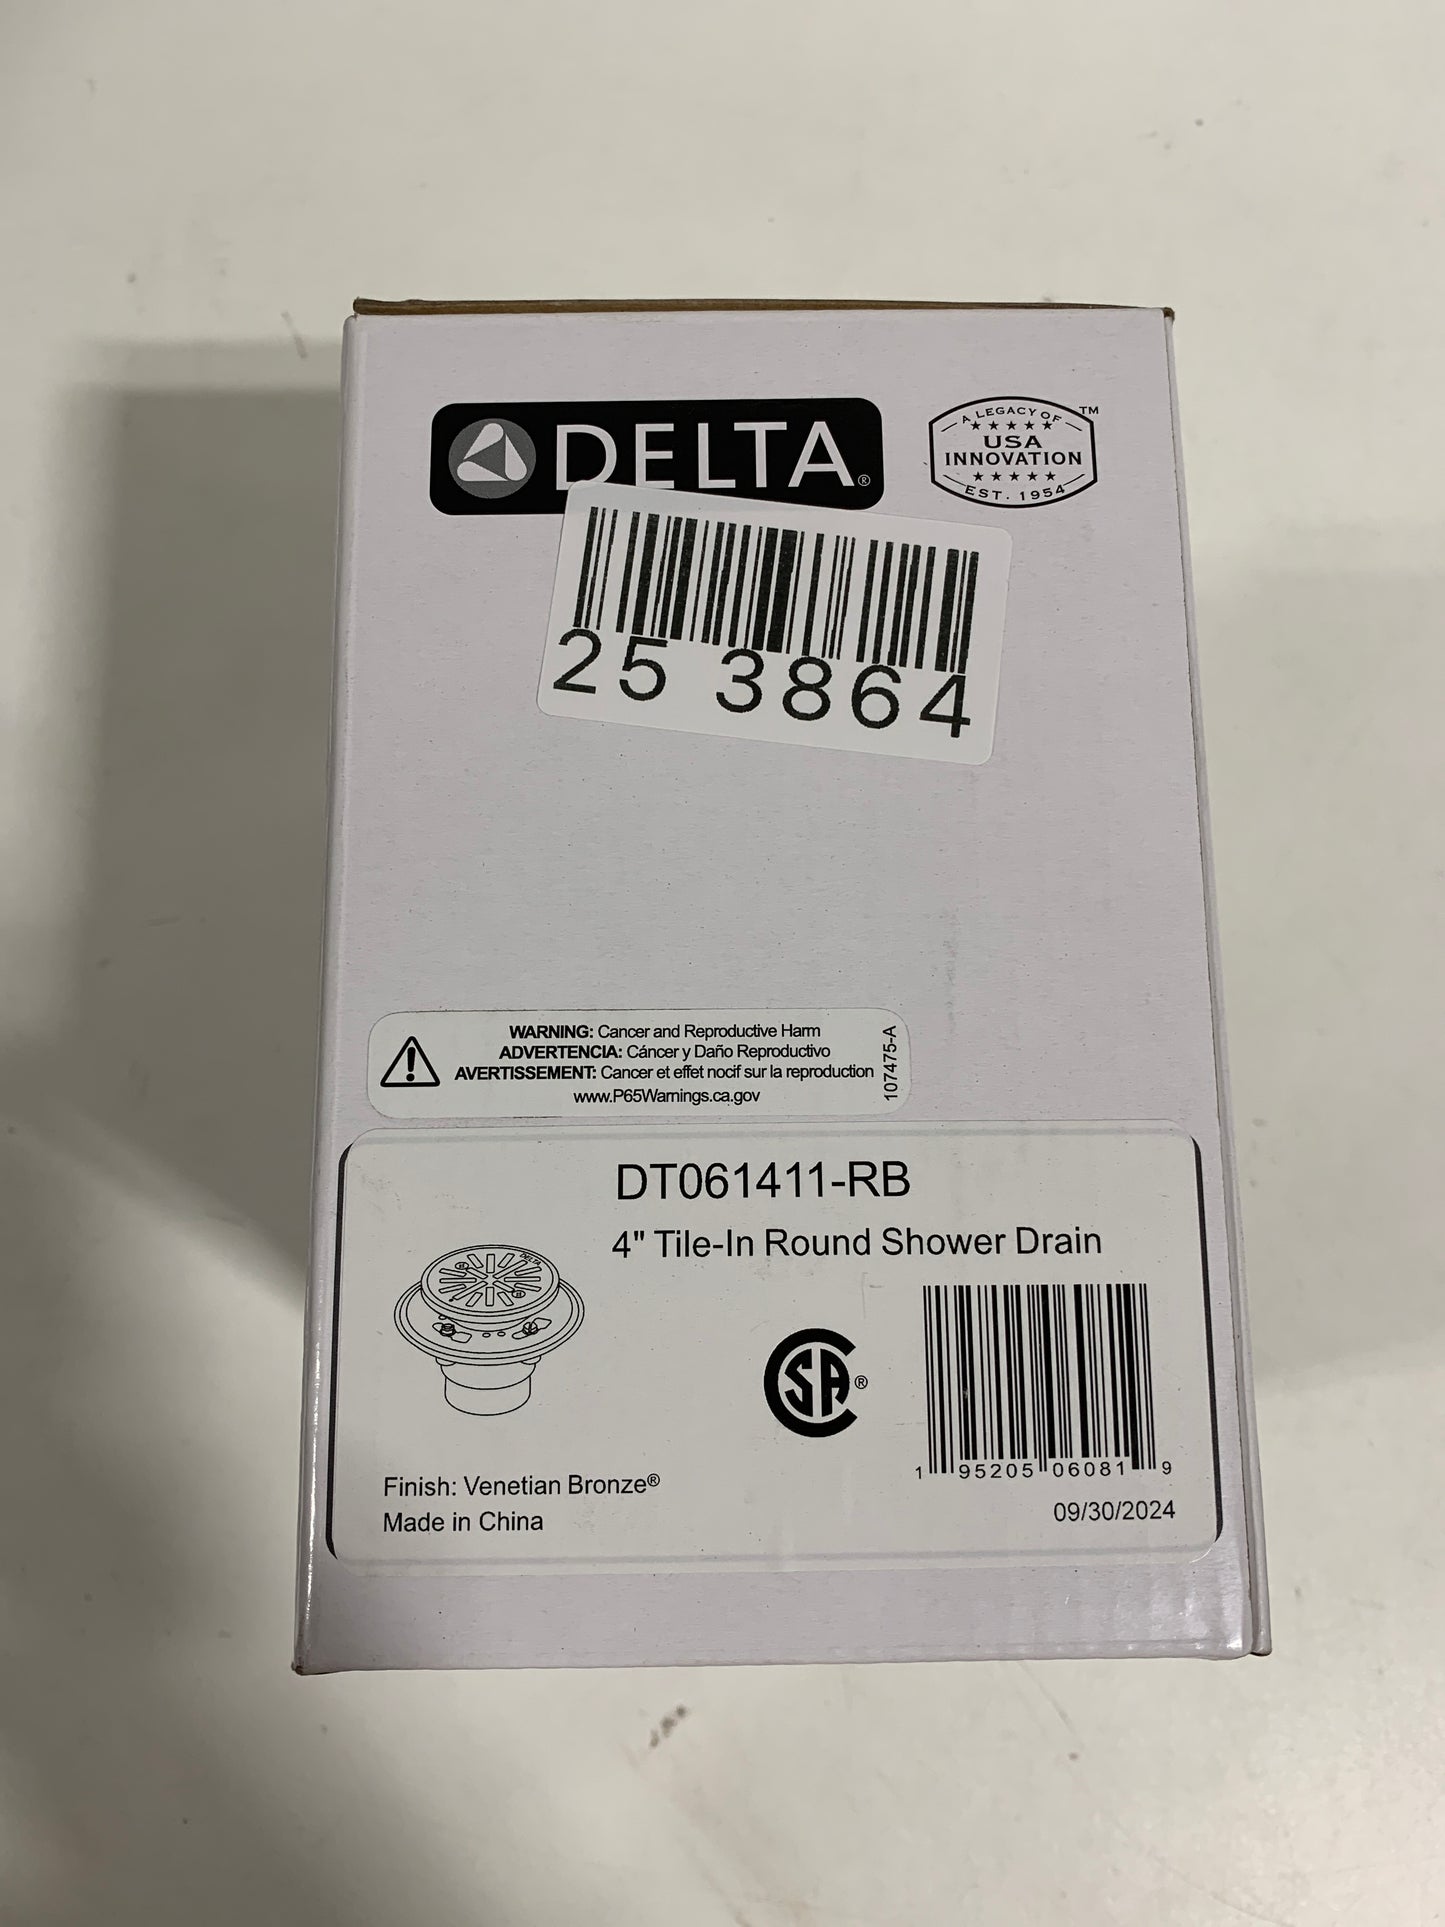 DELTA®
A LEGACY OF ™
USA
INNOVATION
EST. 1954
25 3864
WARNING: Cancer and Reproductive Harm
ADVERTENCIA: Cáncer y Daño Reproductivo
AVERTISSEMENT: Cancer et effet nocif sur la reproduction
www.P65Warnings.ca.gov
107475-A
DT061411-RB
4" Tile-In Round Shower Drain
DELTA
CSA®
1 95205 06081 9
Finish: Venetian Bronze®
Made in China
09/30/2024